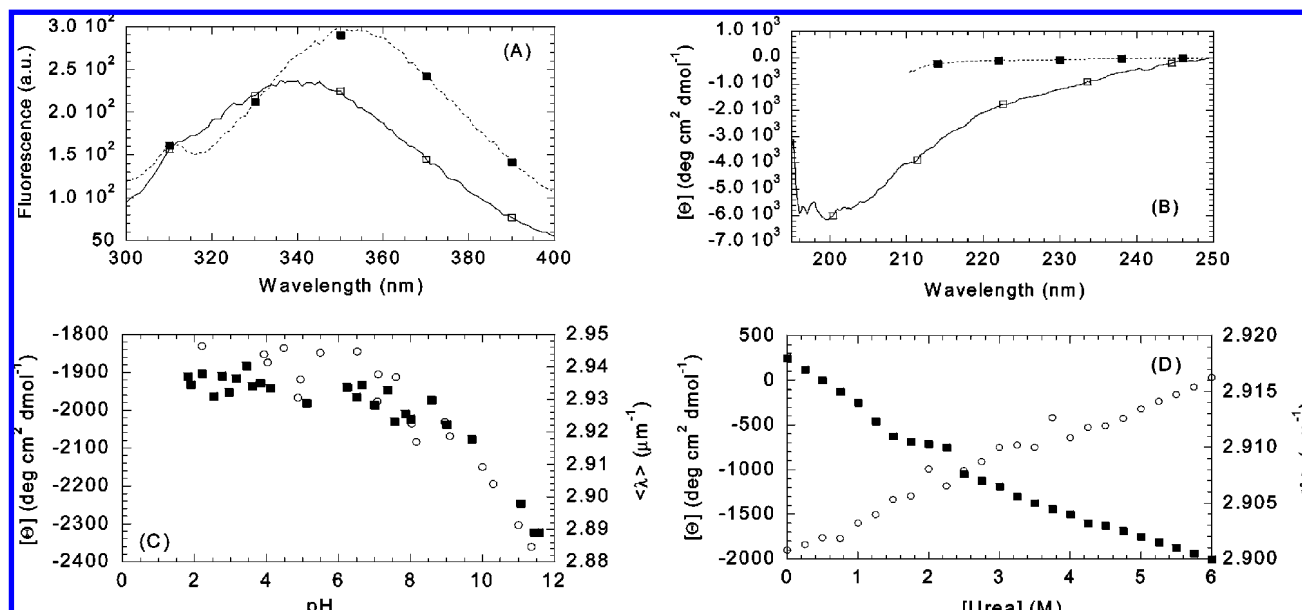 3.0 10²
2.5 10²
2.0 10²
1.5 10²
1.0 10²
50
Fluorescence (a.u.)
(A)
300 320 340 360 380 400
Wavelength (nm)
1.0 10³
0.0
-1.0 10³
-2.0 10³
-3.0 10³
-4.0 10³
-5.0 10³
-6.0 10³
-7.0 10³
[Θ] (deg cm² dmol⁻¹)
(B)
200 210 220 230 240 250
Wavelength (nm)
-1800
-1900
-2000
-2100
-2200
-2300
-2400
[Θ] (deg cm² dmol⁻¹)
(C)
2.95
2.94
2.93
2.92
2.91
2.90
2.89
2.88
<λ> (μm⁻¹)
0 2 4 6 8 10 12
pH
500
0
-500
-1000
-1500
-2000
[Θ] (deg cm² dmol⁻¹)
(D)
2.920
2.915
2.910
2.905
2.900
0 1 2 3 4 5 6
[Urea] (M)